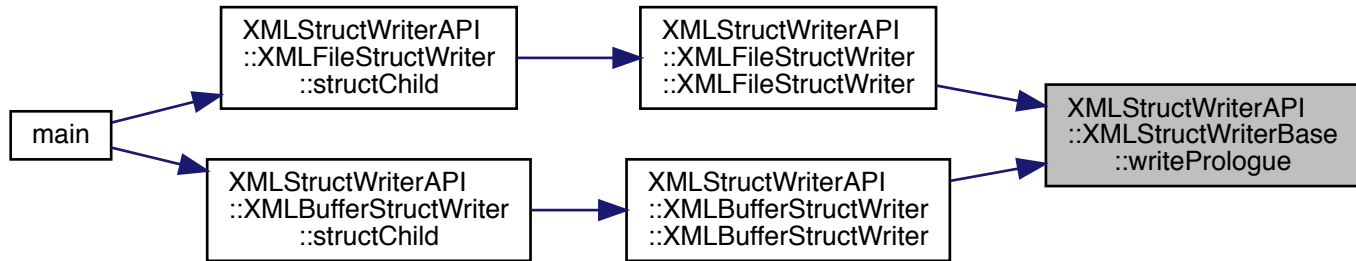 main
XMLStructWriterAPI
::XMLFileStructWriter
::structChild
XMLStructWriterAPI
::XMLFileStructWriter
::XMLFileStructWriter
XMLStructWriterAPI
::XMLBufferStructWriter
::structChild
XMLStructWriterAPI
::XMLBufferStructWriter
::XMLBufferStructWriter
XMLStructWriterAPI
::XMLStructWriterBase
::writePrologue